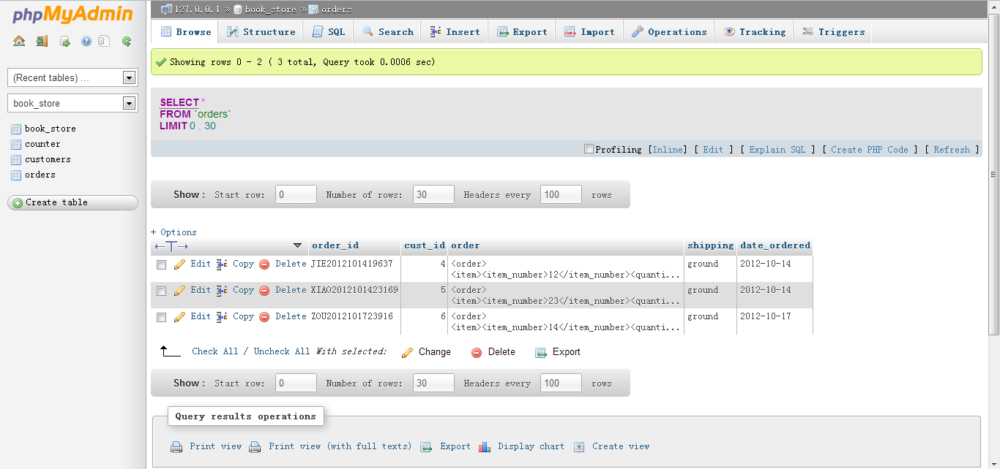 phpMyAdmin
(Recent tables) ...
book_store
book_store
counter
customers
orders
Create table
127.0.0.1 » book_store » orders
Browse Structure SQL Search Insert Export Import Operations Tracking Triggers
Showing rows 0 - 2 ( 3 total, Query took 0.0006 sec)
SELECT *
FROM `orders`
LIMIT 0 , 30
Profiling [Inline] [ Edit ] [ Explain SQL ] [ Create PHP Code ] [ Refresh ]
Show : Start row: 0 Number of rows: 30 Headers every 100 rows
+ Options
←T→ order_id cust_id order shipping date_ordered
Edit Copy Delete JIE2012101419637 4 <order> ground 2012-10-14
<item><item_number>12</item_number><quanti...
Edit Copy Delete XIAO2012101423169 5 <order> ground 2012-10-14
<item><item_number>23</item_number><quanti...
Edit Copy Delete ZOU2012101723916 6 <order> ground 2012-10-17
<item><item_number>14</item_number><quanti...
Check All / Uncheck All With selected: Change Delete Export
Show : Start row: 0 Number of rows: 30 Headers every 100 rows
Query results operations
Print view Print view (with full texts) Export Display chart Create view